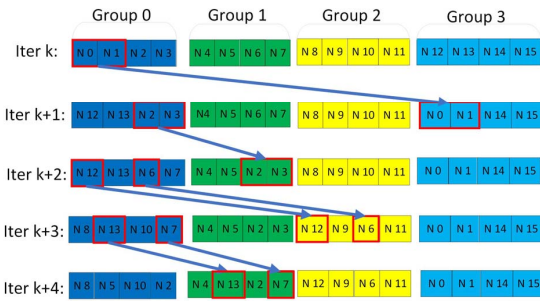 Group 0 Group 1 Group 2 Group 3
Iter k: N 0 N 1 N 2 N 3 N 4 N 5 N 6 N 7 N 8 N 9 N 10 N 11 N 12 N 13 N 14 N 15
Iter k+1: N 12 N 13 N 2 N 3 N4 N 5 N 6 N 7 N 8 N 9 N 10 N 11 N 0 N 1 N 14 N 15
Iter k+2: N 12 N 13 N 6 N 7 N 4 N 5 N 2 N 3 N 8 N 9 N 10 N 11 N 0 N 1 N 14 N 15
Iter k+3: N 8 N 13 N 10 N 7 N 4 N 5 N 2 N 3 N 12 N 9 N 6 N 11 N 0 N 1 N 14 N 15
Iter k+4: N 8 N 5 N 10 N 2 N 4 N 13 N 2 N 7 N 12 N 9 N 6 N 11 N 0 N 1 N 14 N 15